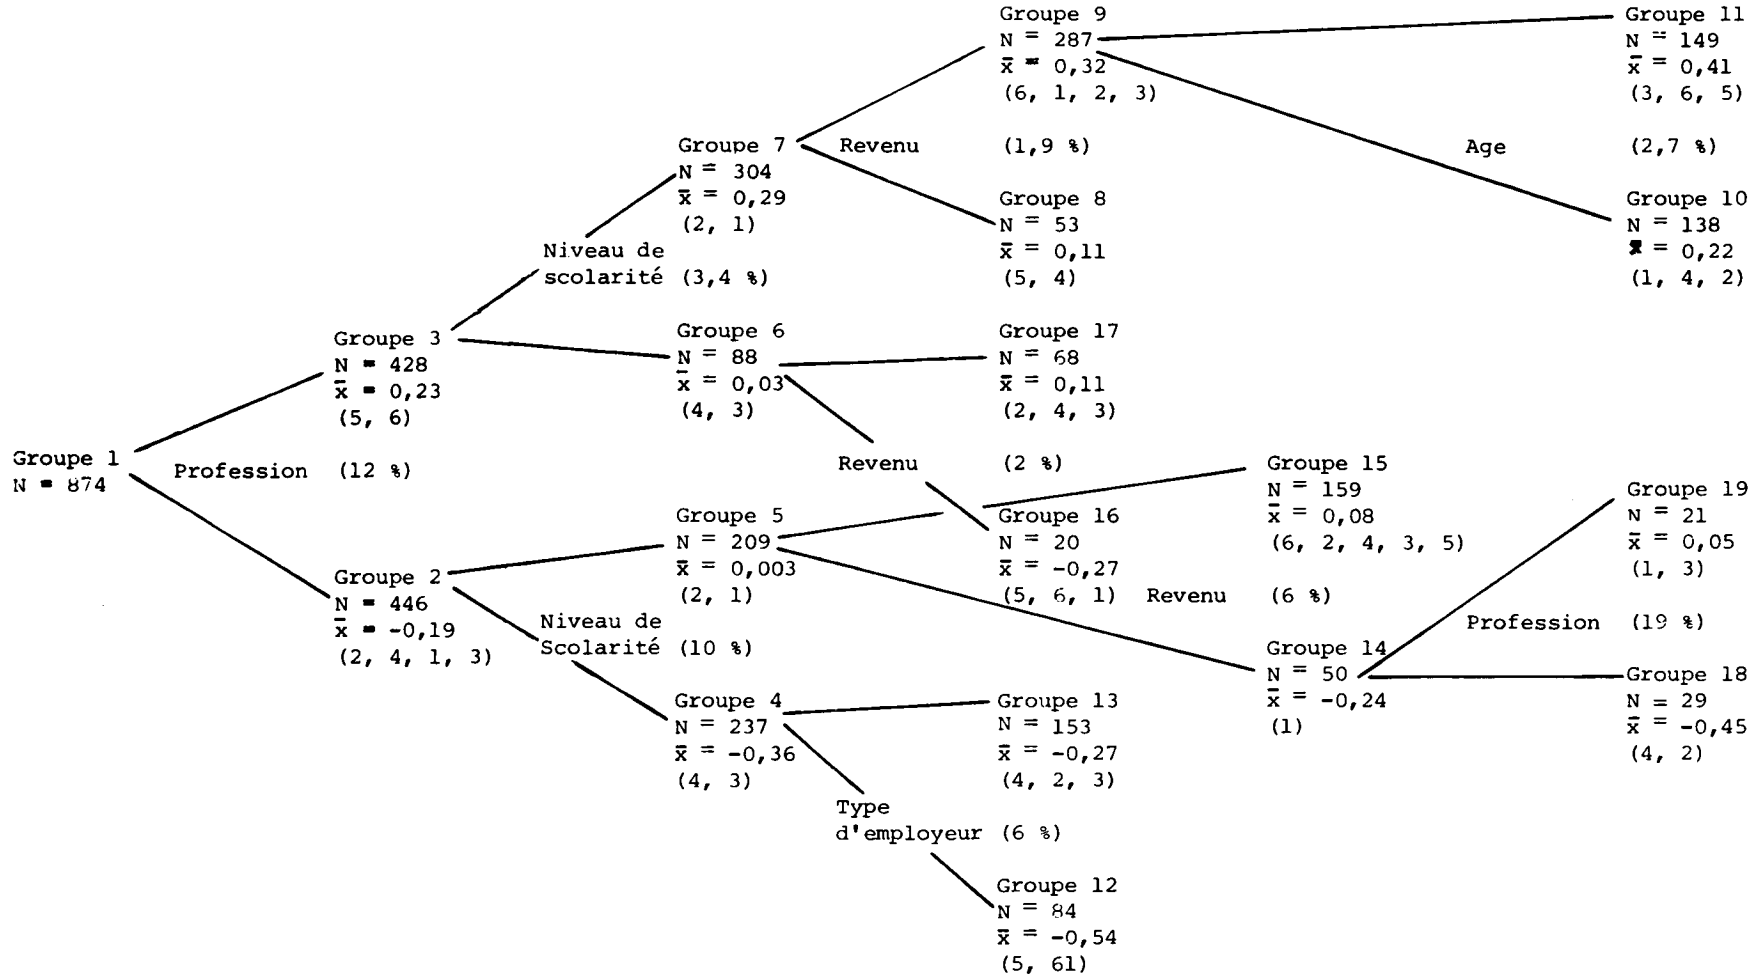 Groupe 1
N = 874
Profession (12 %)
Groupe 3
N = 428
x̄ = 0,23
(5, 6)
Groupe 2
N = 446
x̄ = -0,19
(2, 4, 1, 3)
Niveau de
scolarité (3,4 %)
Groupe 7
N = 304
x̄ = 0,29
(2, 1)
Groupe 6
N = 88
x̄ = 0,03
(4, 3)
Niveau de
Scolarité (10 %)
Groupe 5
N = 209
x̄ = 0,003
(2, 1)
Groupe 4
N = 237
x̄ = -0,36
(4, 3)
Revenu (1,9 %)
Groupe 9
N = 287
x̄ = 0,32
(6, 1, 2, 3)
Groupe 8
N = 53
x̄ = 0,11
(5, 4)
Revenu (2 %)
Groupe 17
N = 68
x̄ = 0,11
(2, 4, 3)
Groupe 16
N = 20
x̄ = -0,27
(5, 6, 1)
Revenu (6 %)
Groupe 15
N = 159
x̄ = 0,08
(6, 2, 4, 3, 5)
Groupe 14
N = 50
x̄ = -0,24
(1)
Type
d'employeur (6 %)
Groupe 13
N = 153
x̄ = -0,27
(4, 2, 3)
Groupe 12
N = 84
x̄ = -0,54
(5, 61)
Age (2,7 %)
Groupe 11
N = 149
x̄ = 0,41
(3, 6, 5)
Groupe 10
N = 138
x̄ = 0,22
(1, 4, 2)
Profession (19 %)
Groupe 19
N = 21
x̄ = 0,05
(1, 3)
Groupe 18
N = 29
x̄ = -0,45
(4, 2)